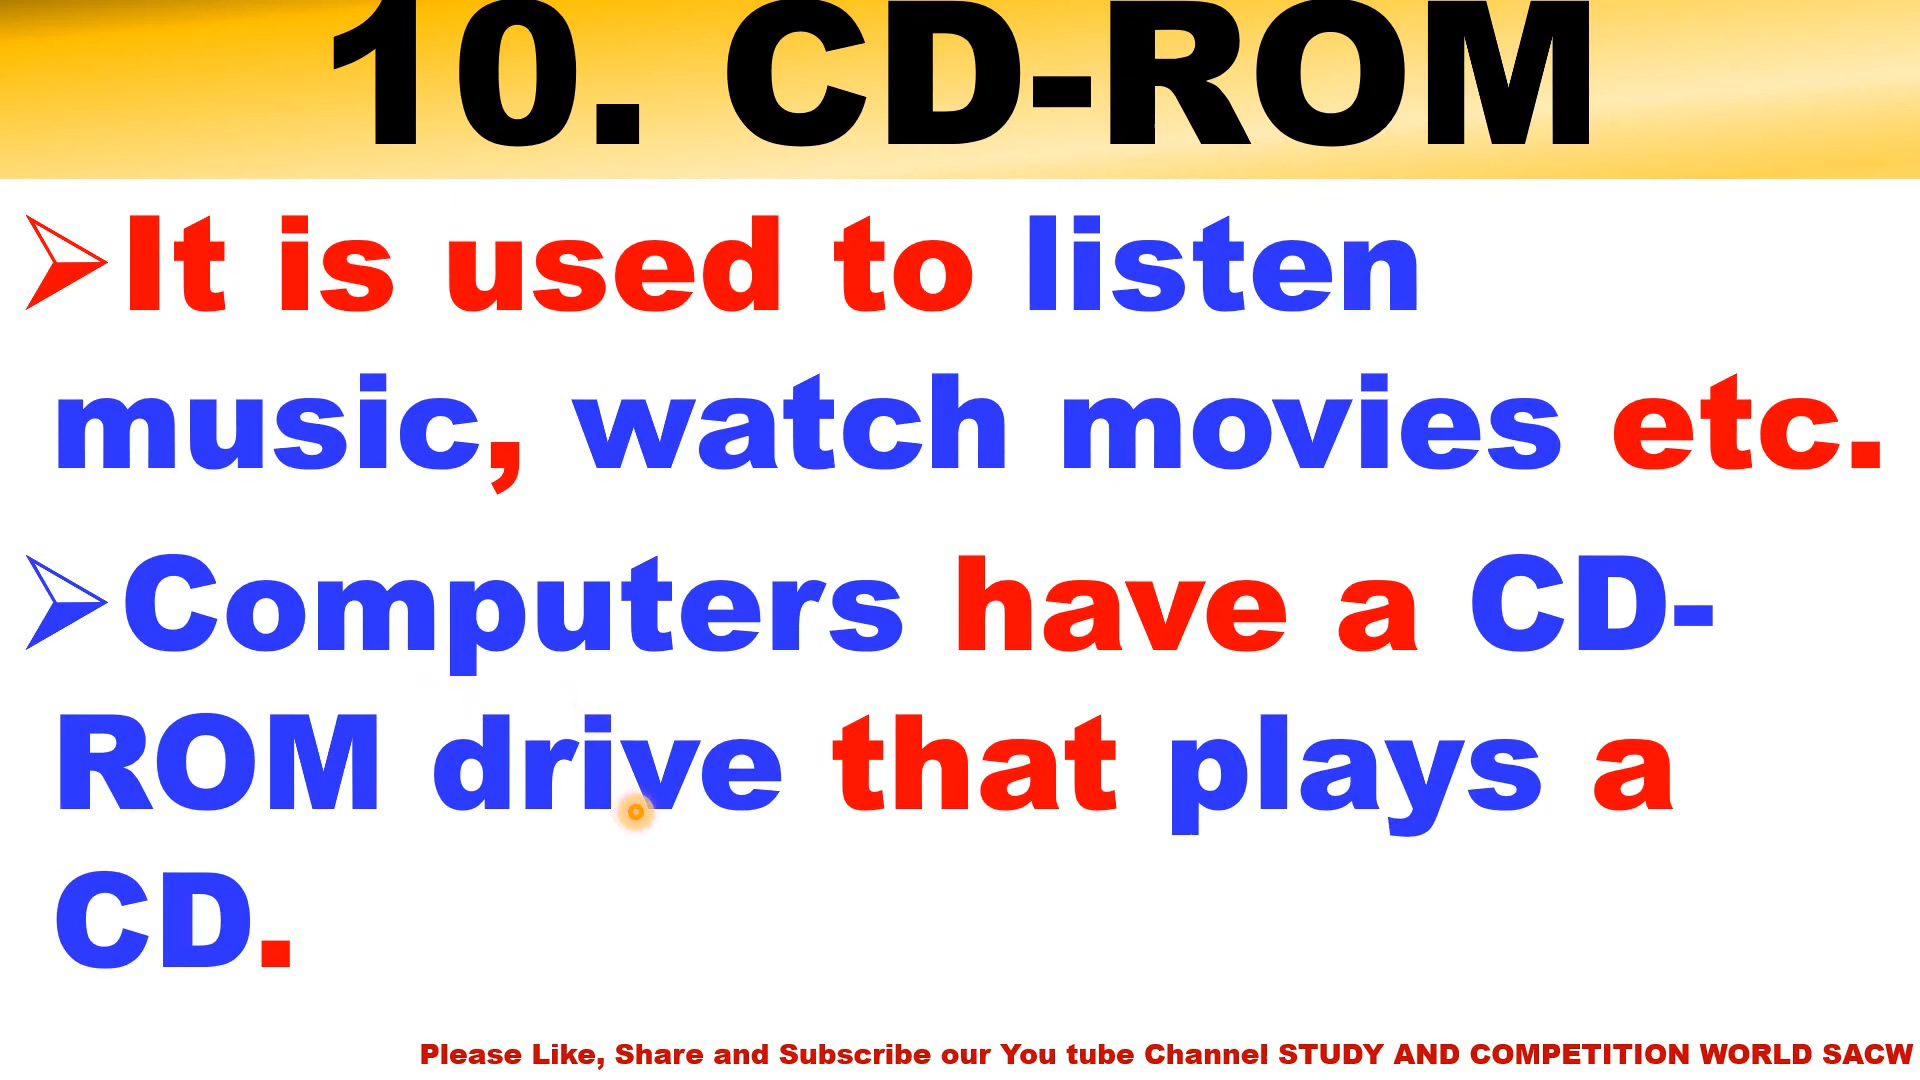 10. CD-ROM
➢It is used to listen
music, watch movies etc.
➢Computers have a CD-
ROM drive that plays a
CD.
Please Like, Share and Subscribe our You tube Channel STUDY AND COMPETITION WORLD SACW